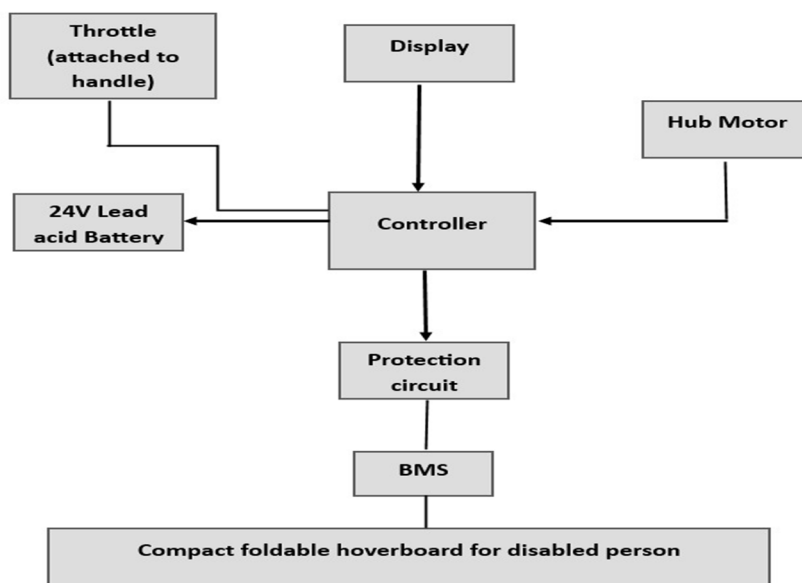 Throttle
(attached to
handle)
Display
Hub Motor
24V Lead
acid Battery
Controller
Protection
circuit
BMS
Compact foldable hoverboard for disabled person